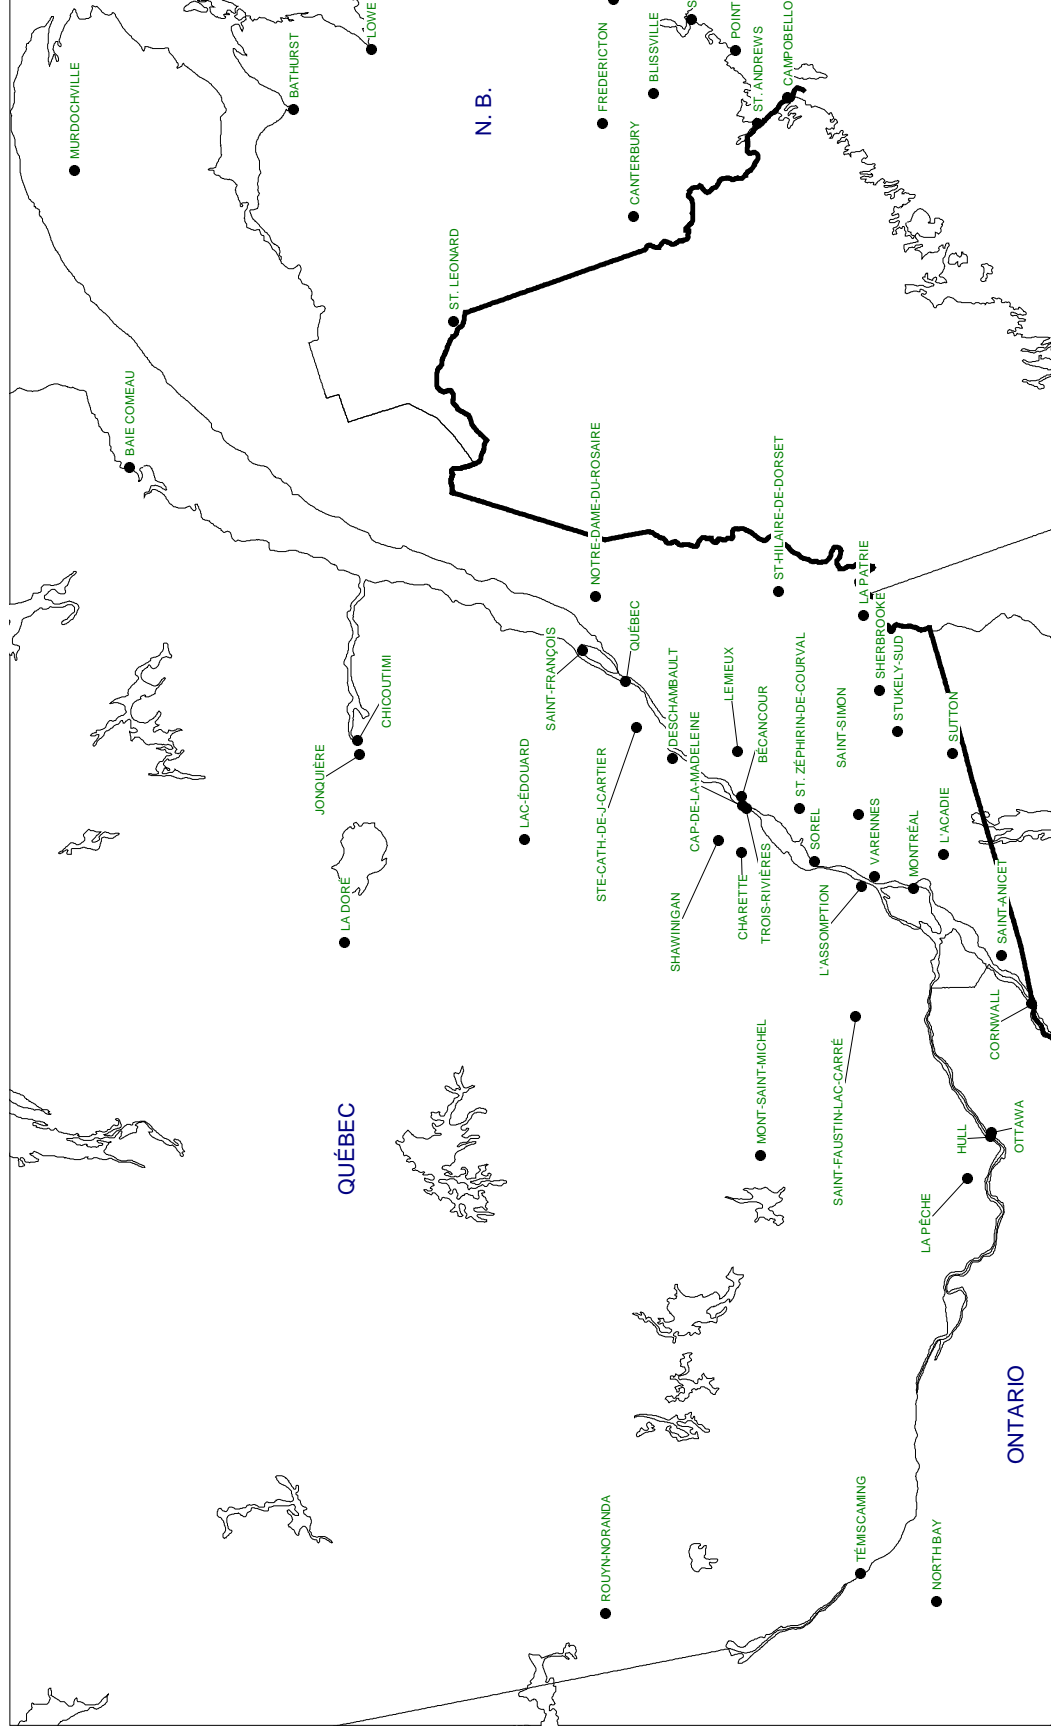 MURDOCHVILLE
BATHURST
LOWE
N. B.
FREDERICTON
BLISSVILLE
S
POINT
CANTERBURY
ST. ANDREWS
CAMPOBELLO
ST. LEONARD
BAIE COMEAU
NOTRE-DAME-DU-ROSAIRE
ST-HILAIRE-DE-DORSET
LA PATRIE
SAINT-FRANÇOIS
QUÉBEC
CHICOUTIMI
JONQUIÈRE
LAC-ÉDOUARD
STE-CATH.-DE-J-CARTIER
DESCHAMBAULT
LEMIEUX
CAP-DE-LA-MADELEINE
BÉCANCOUR
ST. ZÉPHIRIN-DE-COURVAL
SAINT-SIMON
SHERBROOKE
STUKELY-SUD
SUTTON
LA DORÉ
SHAWINIGAN
CHARETTE
TROIS-RIVIÈRES
SOREL
L'ASSOMPTION
VARENNES
MONTRÉAL
L'ACADIE
SAINT-ANICET
CORNWALL
QUÉBEC
MONT-SAINT-MICHEL
SAINT-FAUSTIN-LAC-CARRÉ
LA PÊCHE
HULL
OTTAWA
ONTARIO
ROUYN-NORANDA
TÉMISCAMING
NORTH BAY